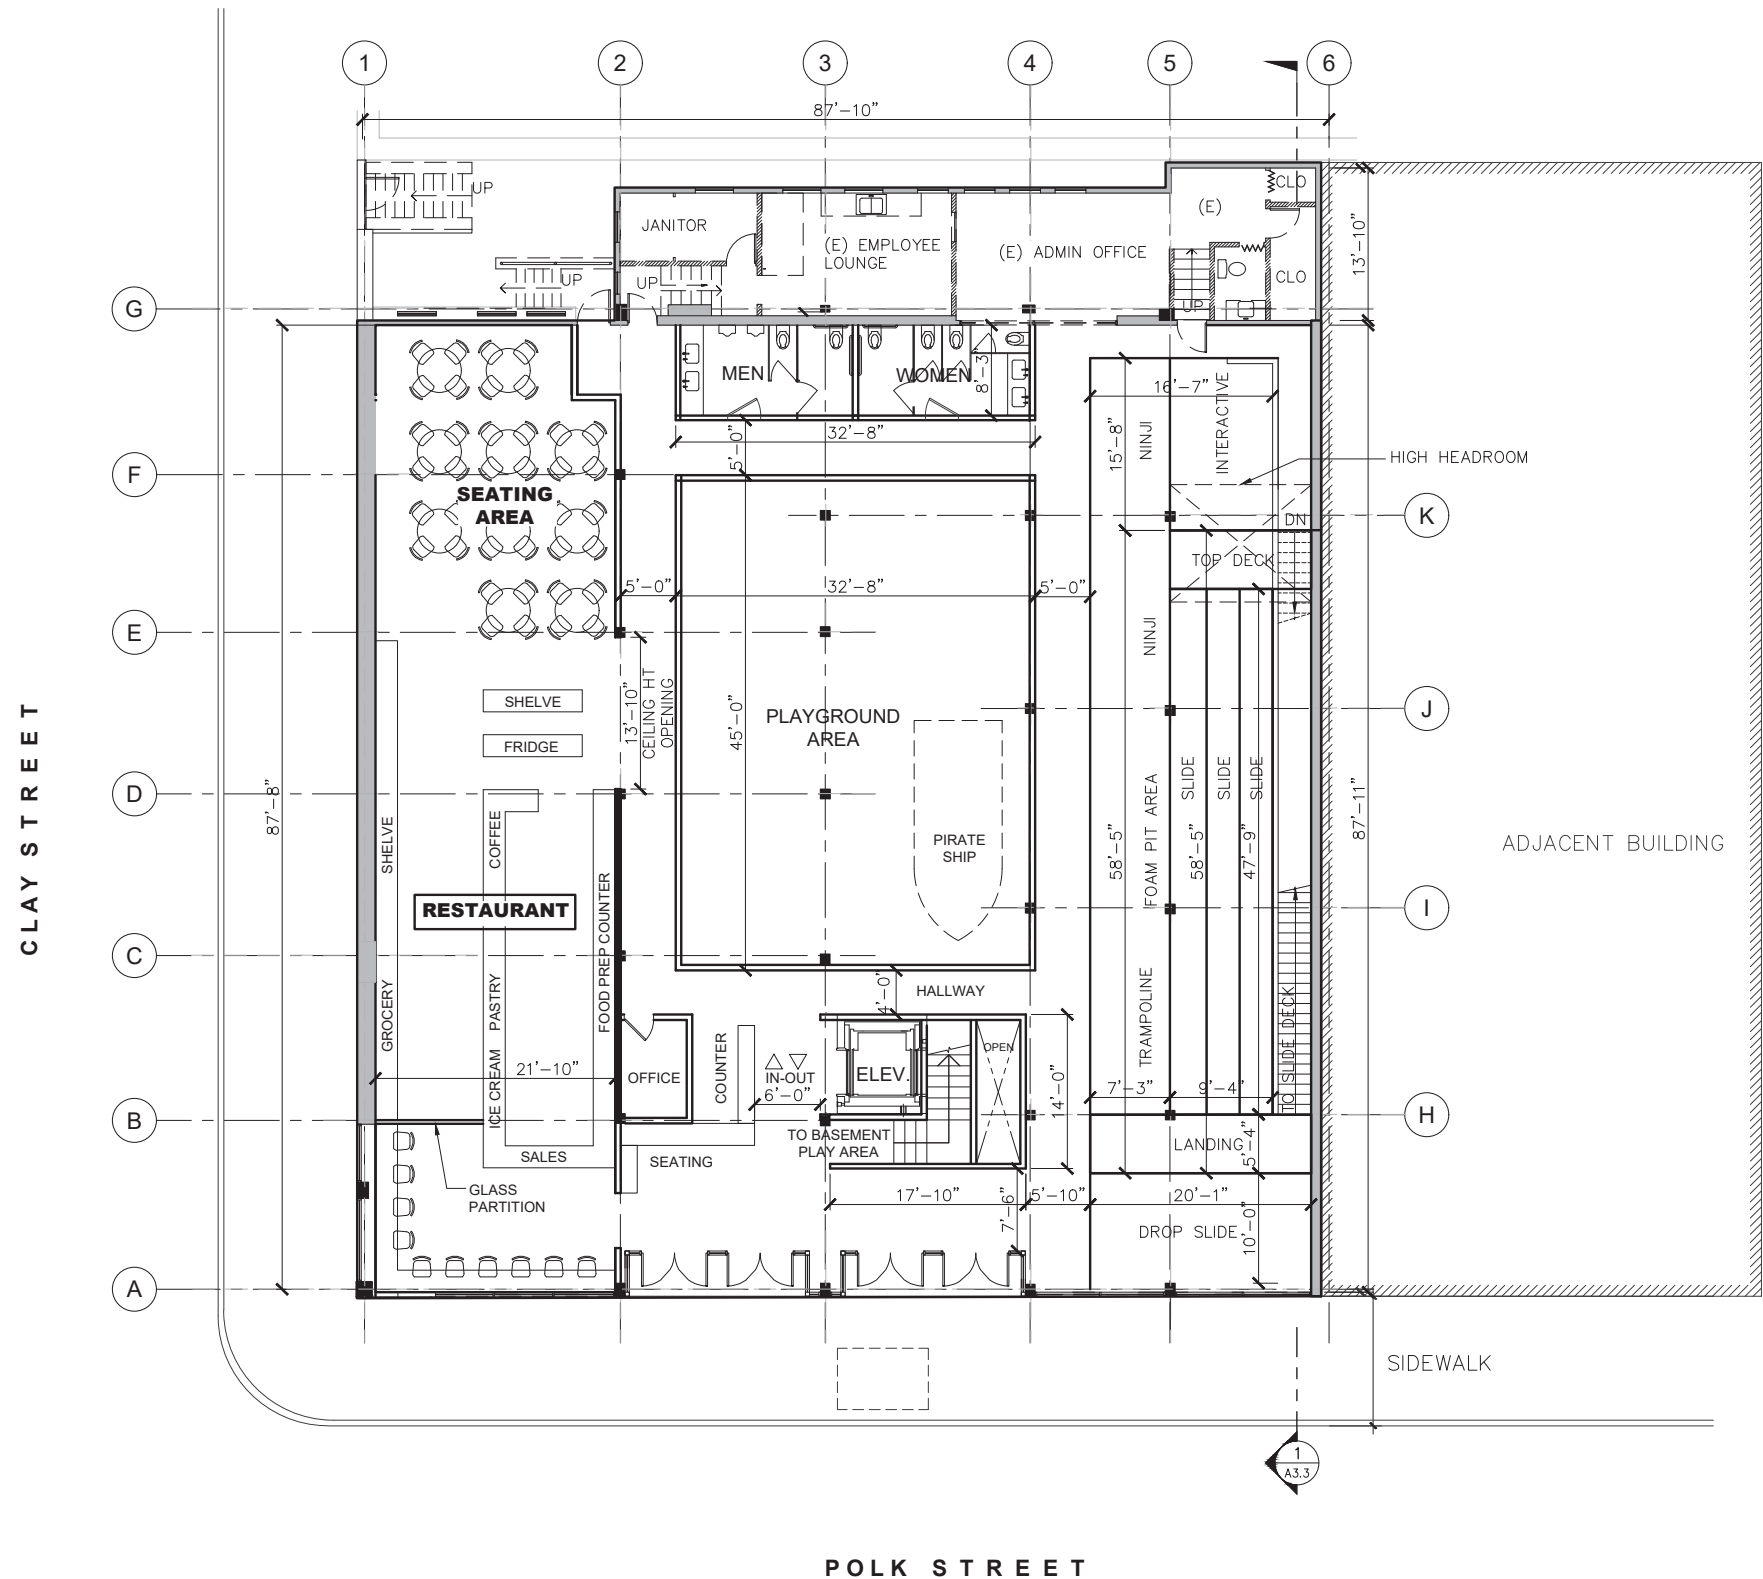 1
2
3
4
5
6
87'-10"
UP
CLO
(E)
JANITOR
(E) EMPLOYEE
LOUNGE
(E) ADMIN OFFICE
13'-10"
UP
UP
CLO
UP
G
MEN
WOMEN
8'-3"
16'-7"
INTERACTIVE
NINJI
15'-8"
5'-0"
32'-8"
HIGH HEADROOM
F
SEATING
AREA
K
DN
TOP DECK
5'-0"
32'-8"
5'-0"
E
NINJI
SHELVE
FRIDGE
13'-10"
CEILING HT
OPENING
45'-0"
PLAYGROUND
AREA
J
CLAY STREET
D
87'-8"
SHELVE
COFFEE
FOOD PREP COUNTER
PIRATE
SHIP
58'-5"
FOAM PIT AREA
SLIDE
SLIDE
SLIDE
58'-5"
47'-9"
87'-11"
ADJACENT BUILDING
RESTAURANT
I
C
GROCERY
ICE CREAM
PASTRY
4'-0"
HALLWAY
TRAMPOLINE
TO SLIDE DECK
21'-10"
OFFICE
COUNTER
IN-OUT
6'-0"
ELEV.
OPEN
14'-0"
7'-3"
9'-4"
B
H
TO BASEMENT
PLAY AREA
LANDING
5'-4"
SALES
SEATING
GLASS
PARTITION
17'-10"
5'-10"
20'-1"
7'-6"
DROP SLIDE
10'-0"
A
SIDEWALK
1
A3.3
POLK STREET